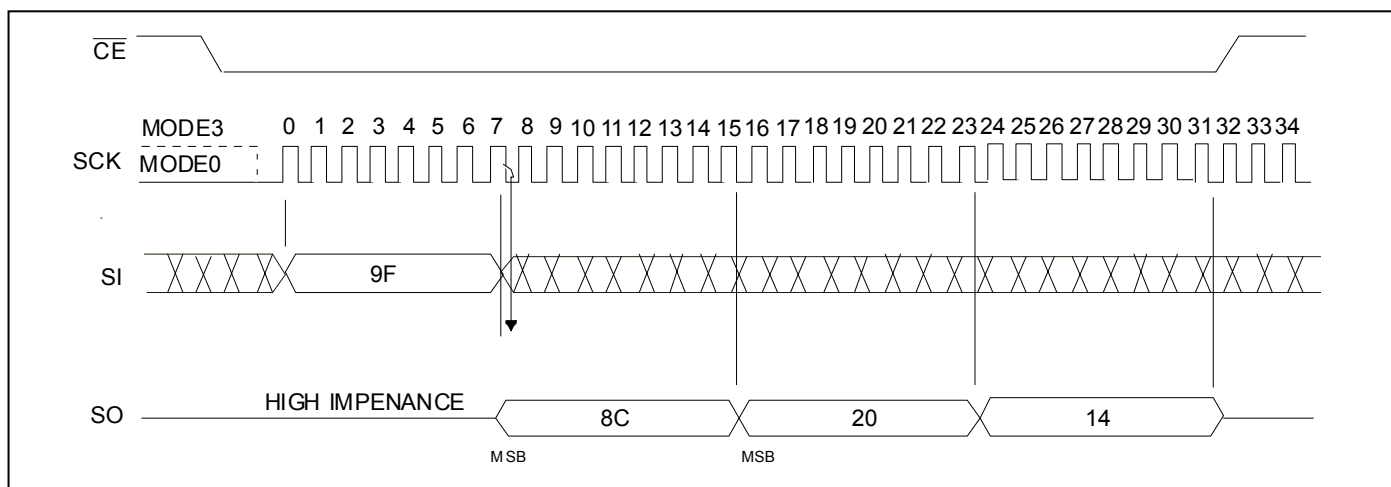 CE
MODE3 0 1 2 3 4 5 6 7 8 9 10 11 12 13 14 15 16 17 18 19 20 21 22 23 24 25 26 27 28 29 30 31 32 33 34
SCK MODE0
SI 9F
SO HIGH IMPENANCE 8C 20 14
MSB MSB